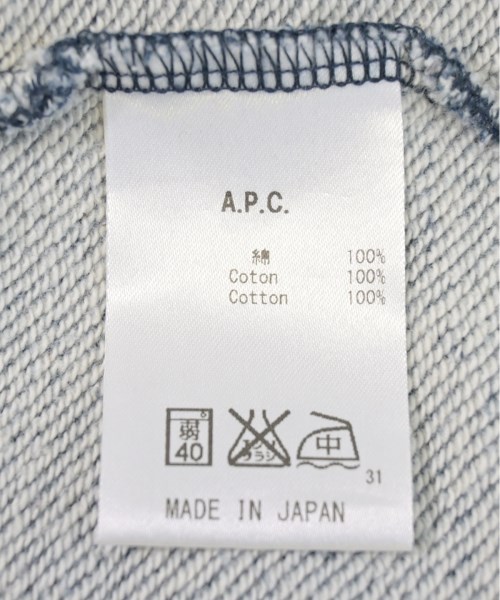 A.P.C.
綿 100%
Coton 100%
Cotton 100%
弱 中
40
31
MADE IN JAPAN